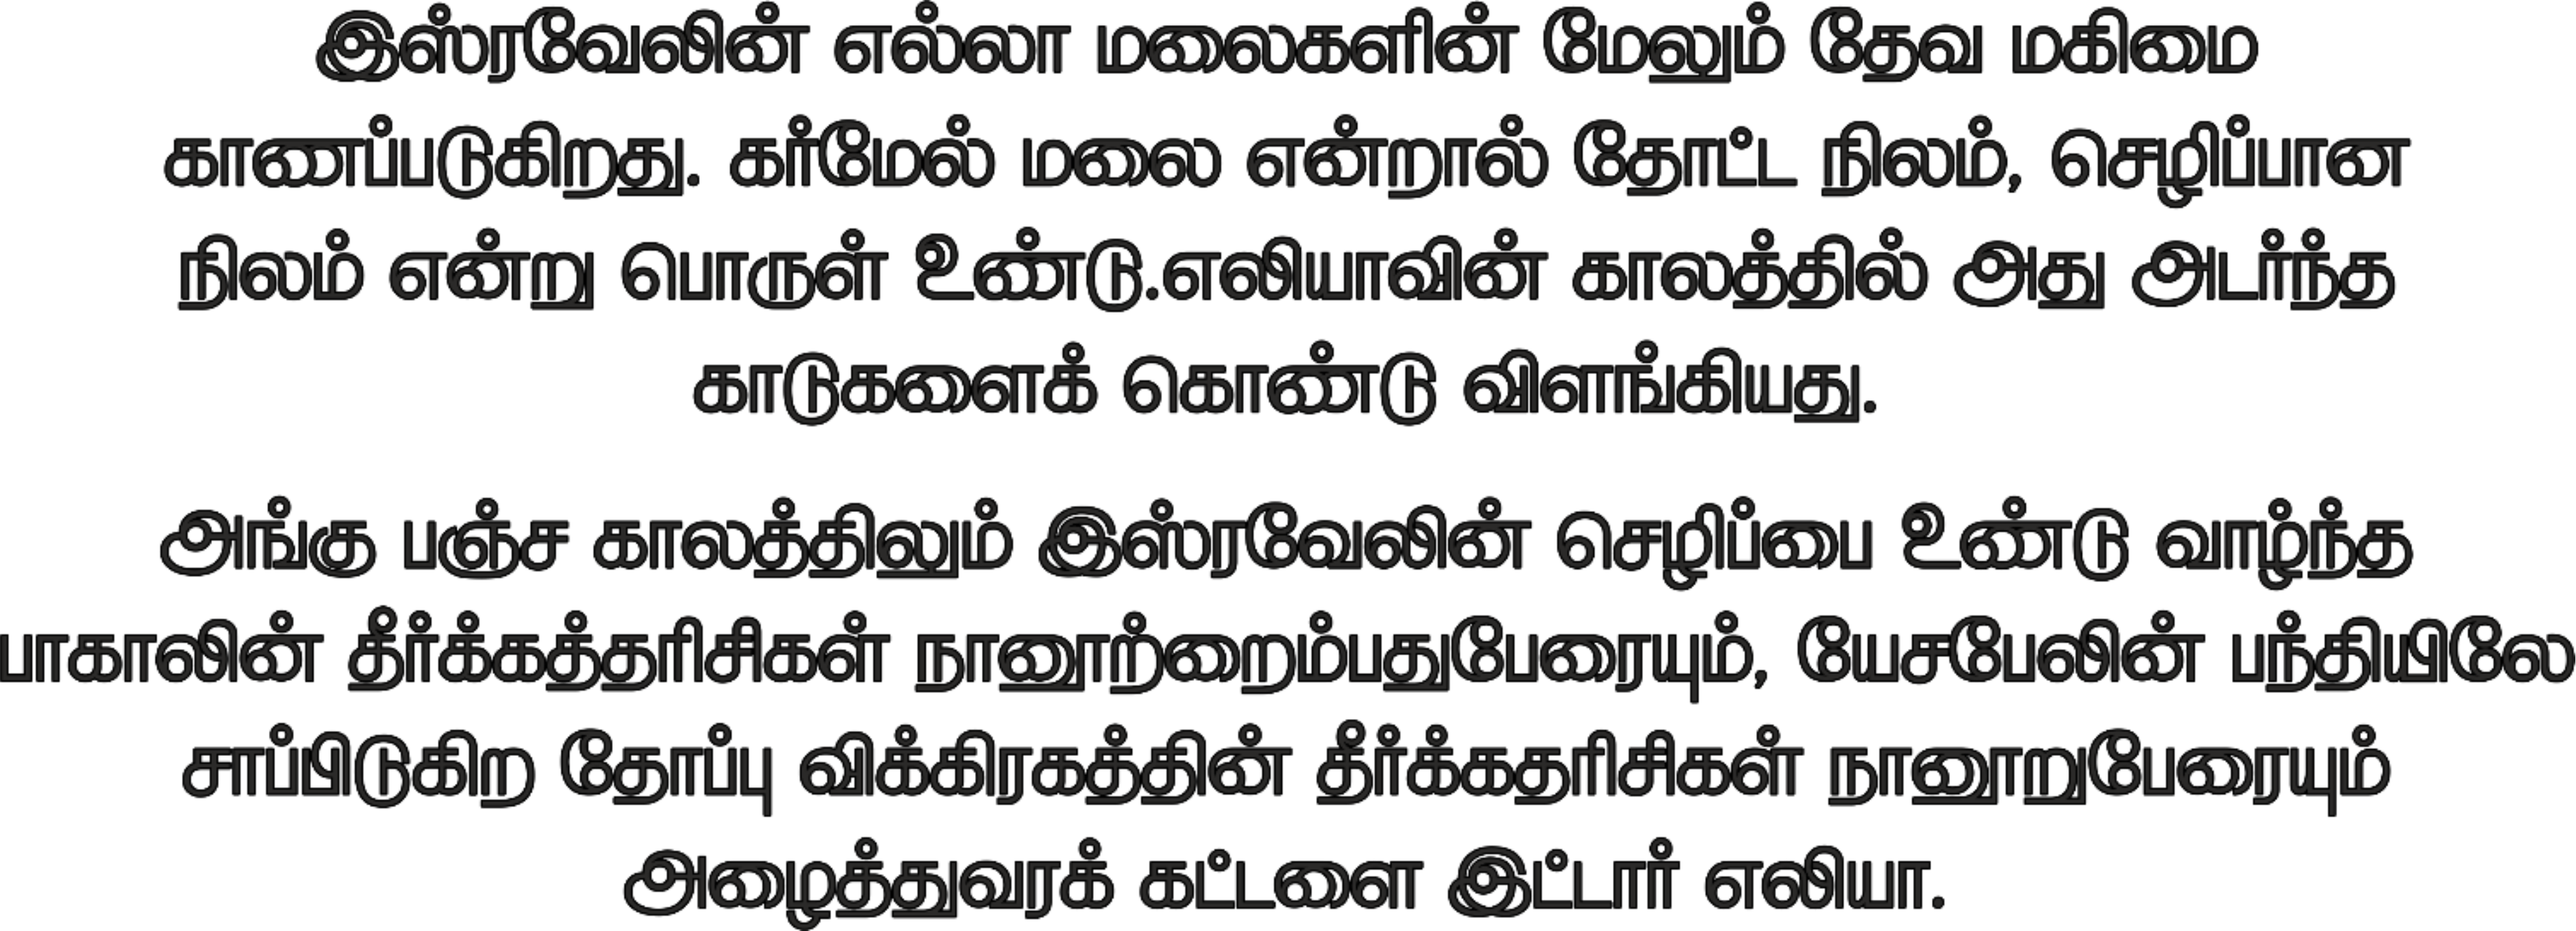 இஸ்ரவேலின் எல்லா மலைகளின் மேலும் தேவ மகிமை
காணப்படுகிறது. கர்மேல் மலை என்றால் தோட்ட நிலம், செழிப்பான
நிலம் என்று பொருள் உண்டு.எலியாவின் காலத்தில் அது அடர்ந்த
காடுகளைக் கொண்டு விளங்கியது.
அங்கு பஞ்ச காலத்திலும் இஸ்ரவேலின் செழிப்பை உண்டு வாழ்ந்த
பாகாலின் தீர்க்கத்தரிசிகள் நானூற்றைம்பதுபேரையும், யேசபேலின் பந்தியிலே
சாப்பிடுகிற தோப்பு விக்கிரகத்தின் தீர்க்கதரிசிகள் நானூறுபேரையும்
அழைத்துவரக் கட்டளை இட்டார் எலியா.